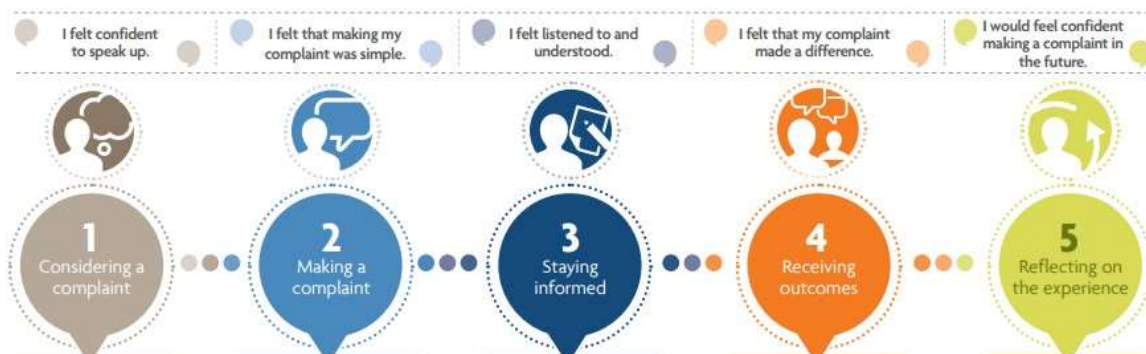 I felt confident
to speak up.
I felt that making my
complaint was simple.
I felt listened to and
understood.
I felt that my complaint
made a difference.
I would feel confident
making a complaint in
the future.
1
Considering a
complaint
2
Making a
complaint
3
Staying
informed
4
Receiving
outcomes
5
Reflecting on
the experience